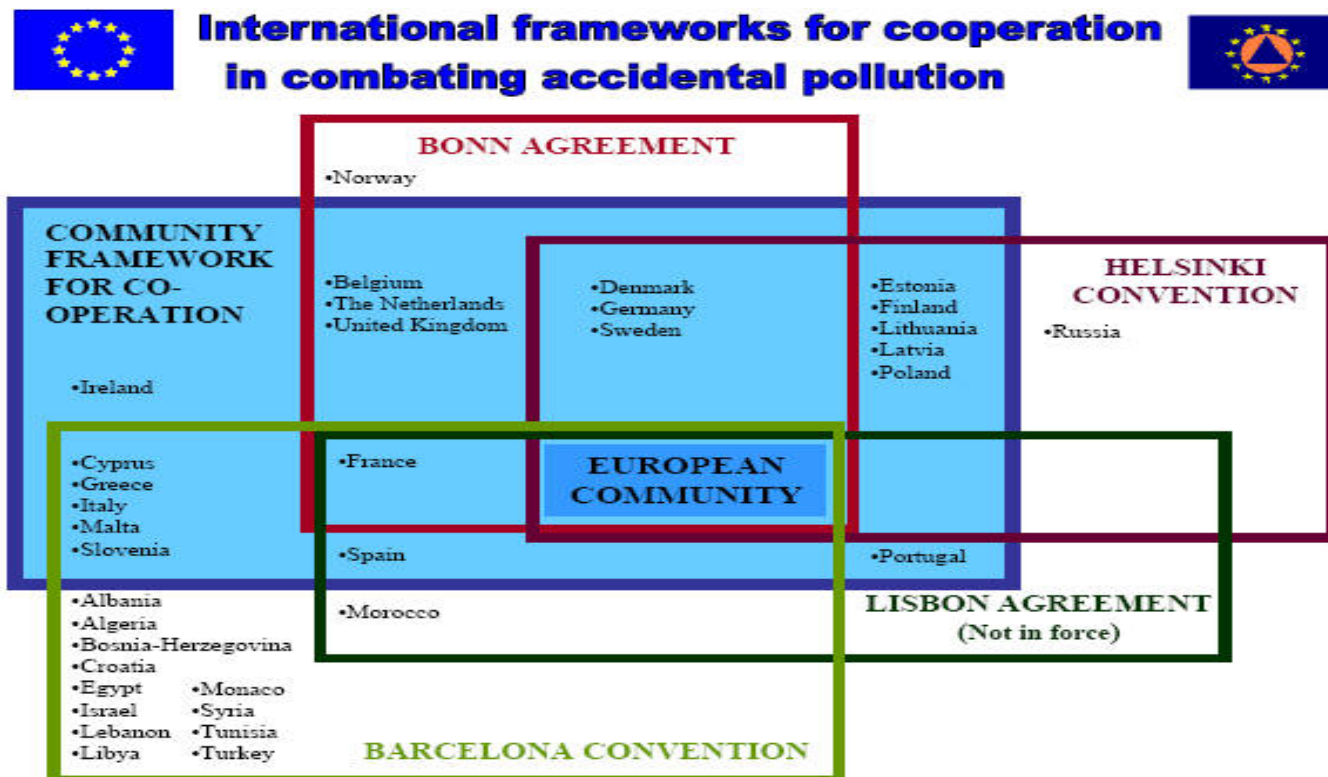 International frameworks for cooperation
in combating accidental pollution
BONN AGREEMENT
•Norway
COMMUNITY
FRAMEWORK
FOR CO-
OPERATION
•Belgium
•The Netherlands
•United Kingdom
•Denmark
•Germany
•Sweden
•Estonia
•Finland
•Lithuania
•Latvia
•Poland
HELSINKI
CONVENTION
•Russia
•Ireland
•Cyprus
•Greece
•Italy
•Malta
•Slovenia
•France
EUROPEAN
COMMUNITY
•Spain
•Portugal
•Morocco
LISBON AGREEMENT
(Not in force)
•Albania
•Algeria
•Bosnia-Herzegovina
•Croatia
•Egypt
•Israel
•Lebanon
•Libya
•Monaco
•Syria
•Tunisia
•Turkey
BARCELONA CONVENTION